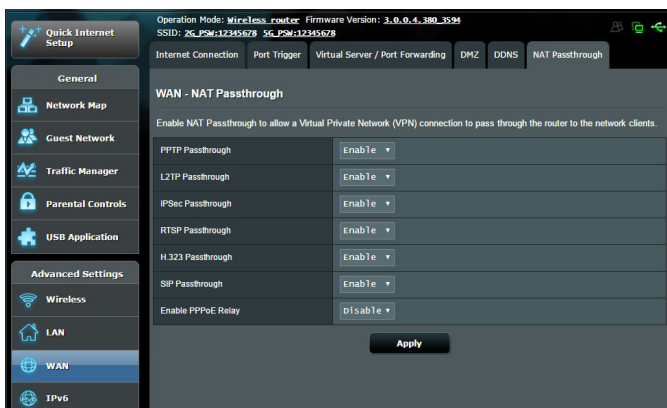 Quick Internet
Setup
Operation Mode: Wireless router Firmware Version: 3.0.0.4.380_3594
SSID: 2G_PSW:12345678 5G_PSW:12345678
Internet Connection Port Trigger Virtual Server / Port Forwarding DMZ DDNS NAT Passthrough
General
Network Map
Guest Network
Traffic Manager
Parental Controls
USB Application
Advanced Settings
Wireless
LAN
WAN
IPv6
WAN - NAT Passthrough
Enable NAT Passthrough to allow a Virtual Private Network (VPN) connection to pass through the router to the network clients.
PPTP Passthrough Enable
L2TP Passthrough Enable
IPSec Passthrough Enable
RTSP Passthrough Enable
H.323 Passthrough Enable
SIP Passthrough Enable
Enable PPPoE Relay Disable
Apply